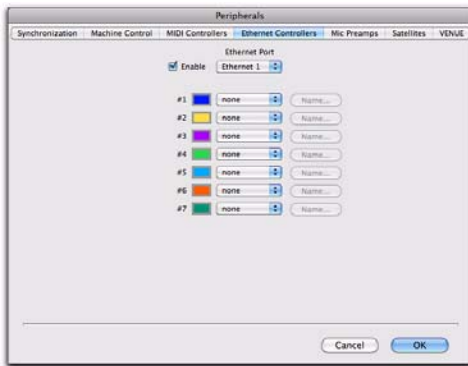 Peripherals
Synchronization Machine Control MIDI Controllers Ethernet Controllers Mic Preamps Satellites VENUE
Ethernet Port
Enable Ethernet 1
#1 none Name...
#2 none Name...
#3 none Name...
#4 none Name...
#5 none Name...
#6 none Name...
#7 none Name...
Cancel OK